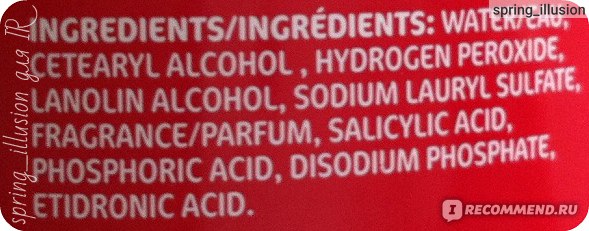 spring_illusion
INGREDIENTS/INGRÉDIENTS: WATER/EAU,
CETEARYL ALCOHOL , HYDROGEN PEROXIDE,
LANOLIN ALCOHOL, SODIUM LAURYL SULFATE,
FRAGRANCE/PARFUM, SALICYLIC ACID,
PHOSPHORIC ACID, DISODIUM PHOSPHATE,
ETIDRONIC ACID.
spring_illusion для IR
I RECOMMEND.RU